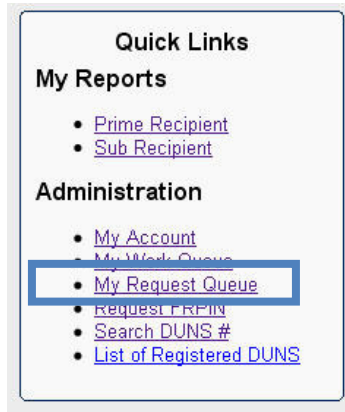 Quick Links
My Reports
Prime Recipient
Sub Recipient
Administration
My Account
My Work Queue
My Request Queue
Request FRPIN
Search DUNS #
List of Registered DUNS